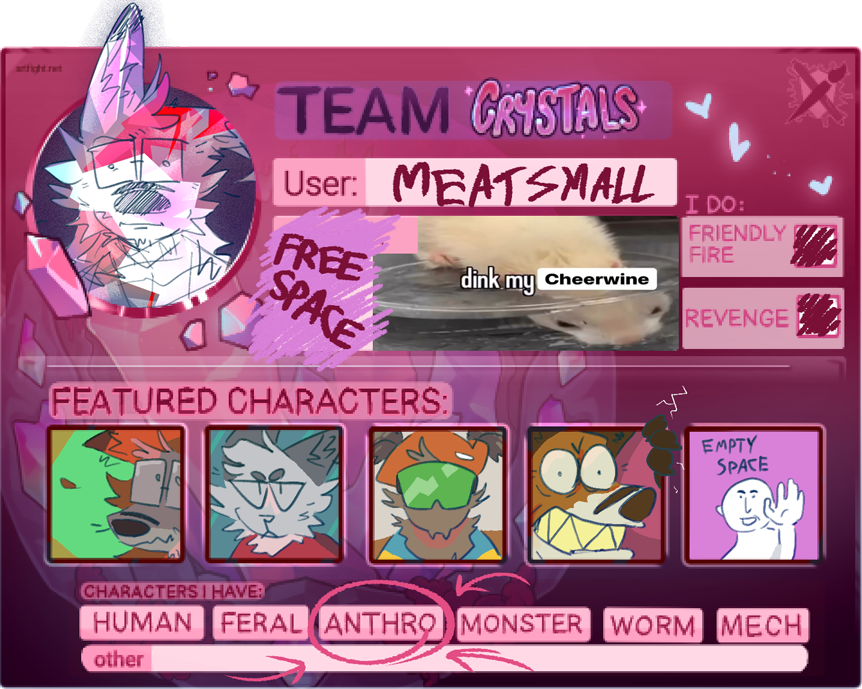 artfight.net
TEAM CRYSTALS
User: MEATSMALL
I DO:
FREE
SPACE
dink my Cheerwine
FRIENDLY
FIRE
REVENGE
FEATURED CHARACTERS:
EMPTY
SPACE
CHARACTERS I HAVE:
HUMAN FERAL ANTHRO MONSTER WORM MECH
other